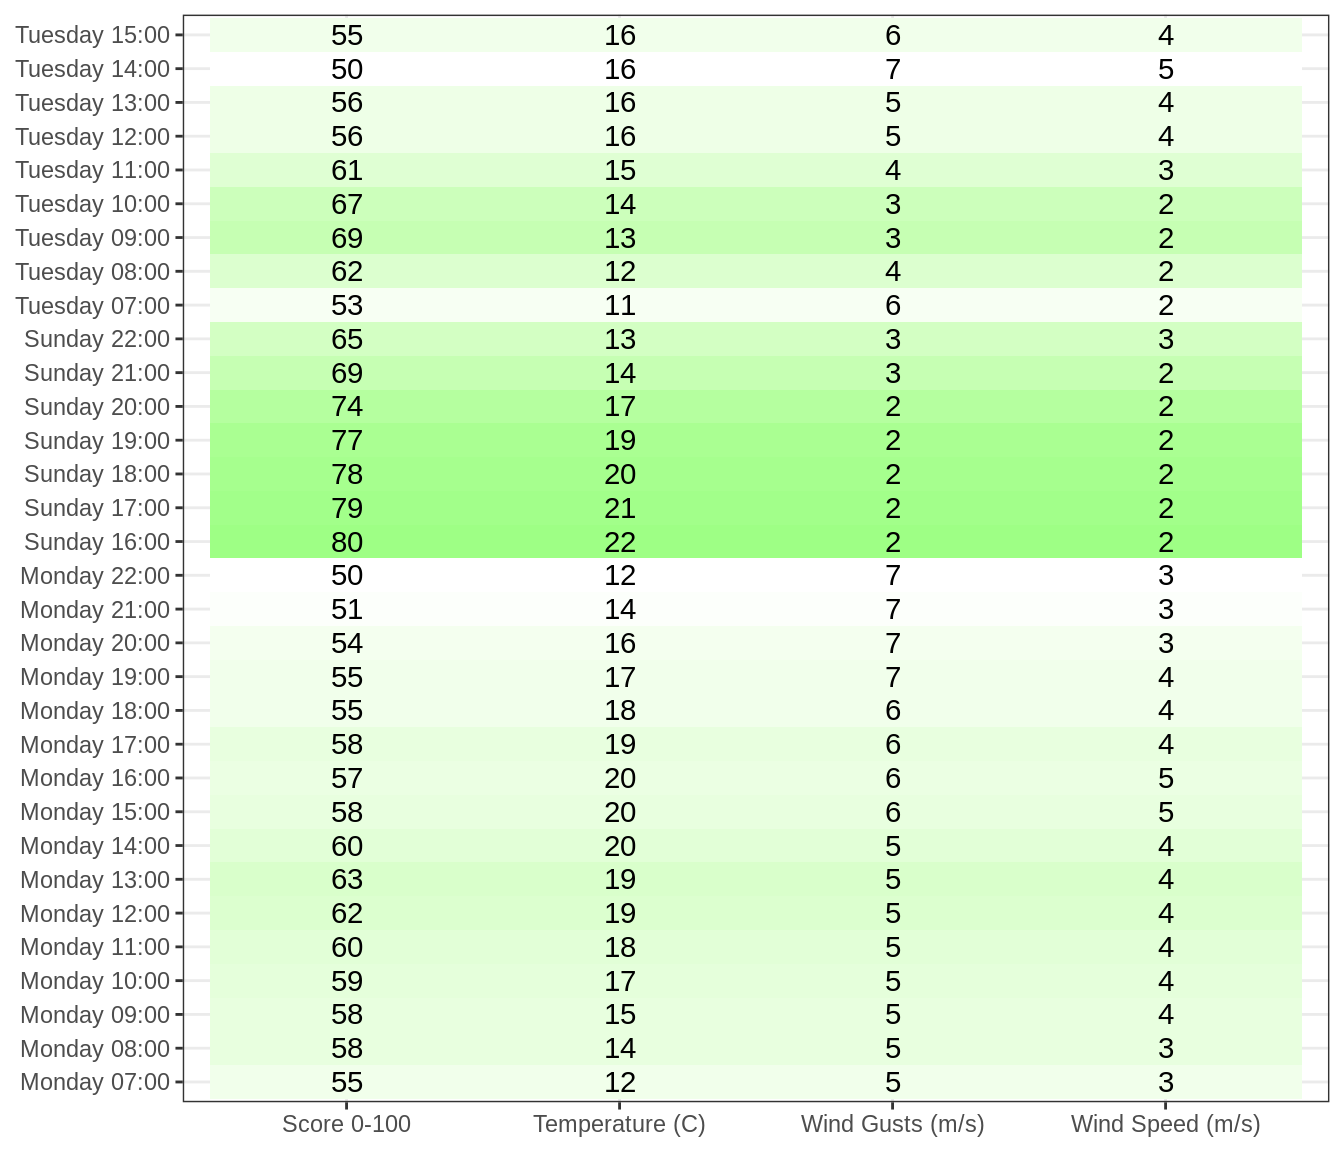 Tuesday 15:00 55 16 6 4
Tuesday 14:00 50 16 7 5
Tuesday 13:00 56 16 5 4
Tuesday 12:00 56 16 5 4
Tuesday 11:00 61 15 4 3
Tuesday 10:00 67 14 3 2
Tuesday 09:00 69 13 3 2
Tuesday 08:00 62 12 4 2
Tuesday 07:00 53 11 6 2
Sunday 22:00 65 13 3 3
Sunday 21:00 69 14 3 2
Sunday 20:00 74 17 2 2
Sunday 19:00 77 19 2 2
Sunday 18:00 78 20 2 2
Sunday 17:00 79 21 2 2
Sunday 16:00 80 22 2 2
Monday 22:00 50 12 7 3
Monday 21:00 51 14 7 3
Monday 20:00 54 16 7 3
Monday 19:00 55 17 7 4
Monday 18:00 55 18 6 4
Monday 17:00 58 19 6 4
Monday 16:00 57 20 6 5
Monday 15:00 58 20 6 5
Monday 14:00 60 20 5 4
Monday 13:00 63 19 5 4
Monday 12:00 62 19 5 4
Monday 11:00 60 18 5 4
Monday 10:00 59 17 5 4
Monday 09:00 58 15 5 4
Monday 08:00 58 14 5 3
Monday 07:00 55 12 5 3
Score 0-100 Temperature (C) Wind Gusts (m/s) Wind Speed (m/s)